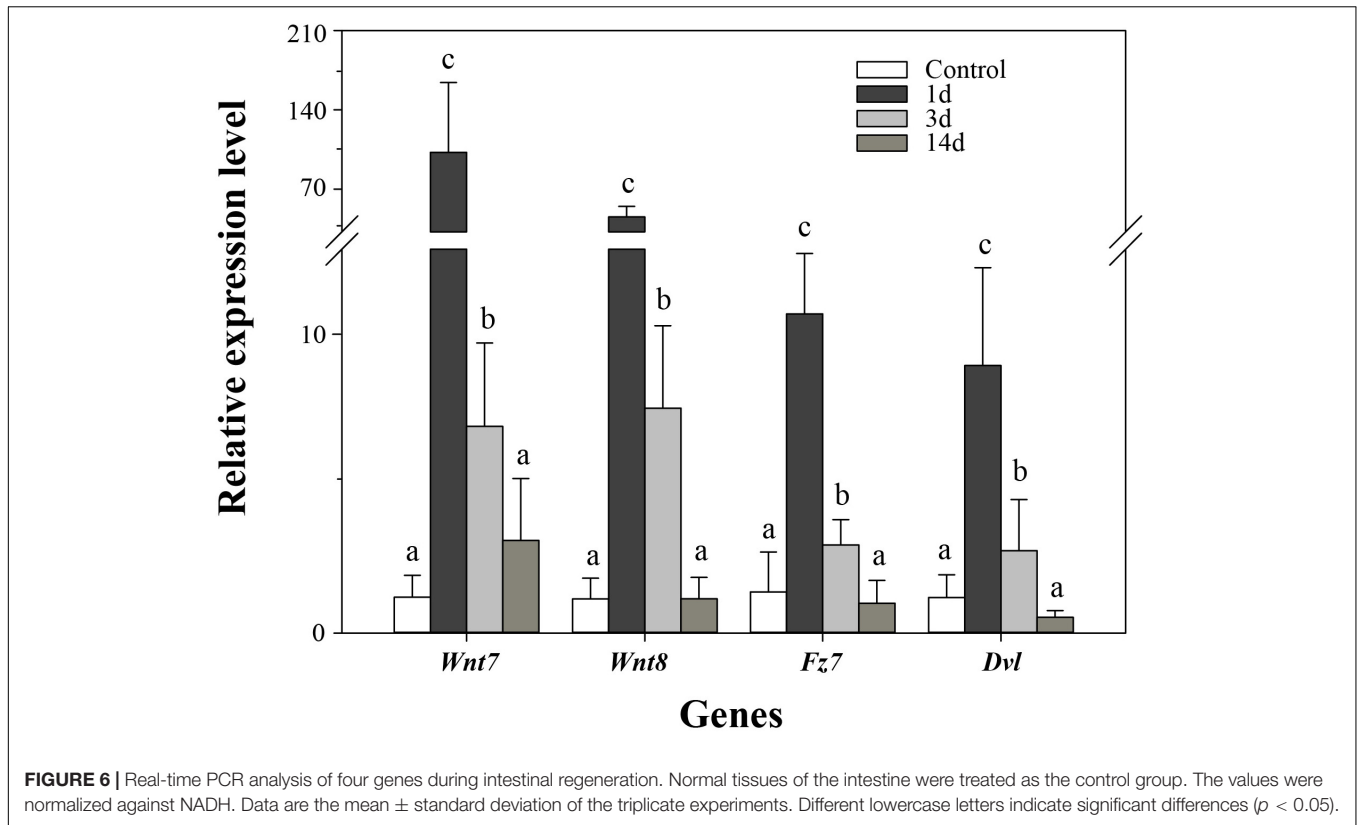 210
140
70
10
0
Relative expression level
Control
1d
3d
14d
c
c
c
c
b
b
b
b
a
a
a
a
a
a
a
a
Wnt7
Wnt8
Fz7
Dvl
Genes
FIGURE 6 | Real-time PCR analysis of four genes during intestinal regeneration. Normal tissues of the intestine were treated as the control group. The values were
normalized against NADH. Data are the mean ± standard deviation of the triplicate experiments. Different lowercase letters indicate significant differences (p < 0.05).